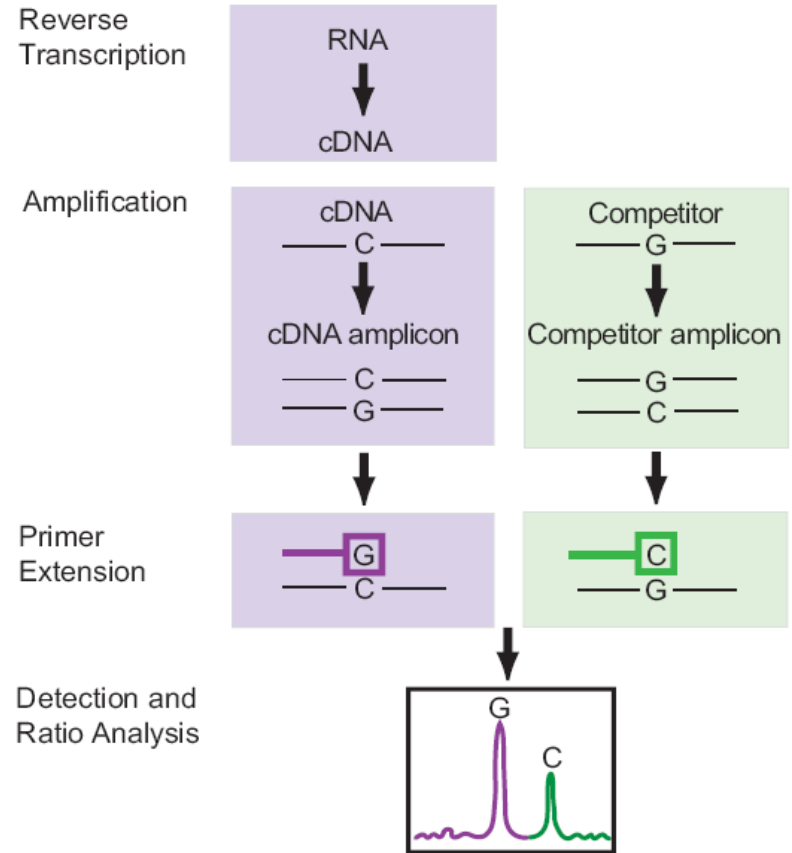 Reverse
Transcription
RNA
cDNA
Amplification
cDNA
C
cDNA amplicon
C
G
Competitor
G
Competitor amplicon
G
C
Primer
Extension
G
C
C
G
Detection and
Ratio Analysis
G
C